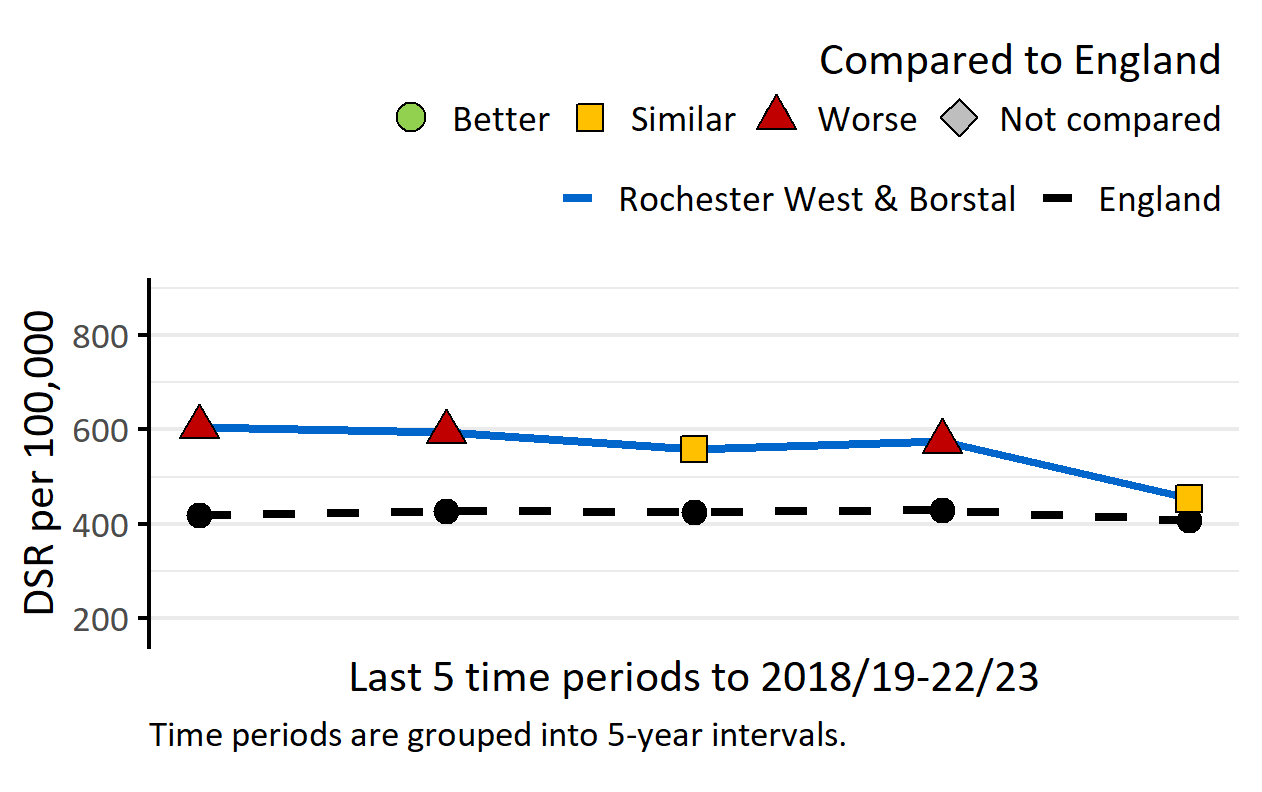 Compared to England
Better Similar Worse Not compared
Rochester West & Borstal England
DSR per 100,000
800
600
400
200
Last 5 time periods to 2018/19-22/23
Time periods are grouped into 5-year intervals.